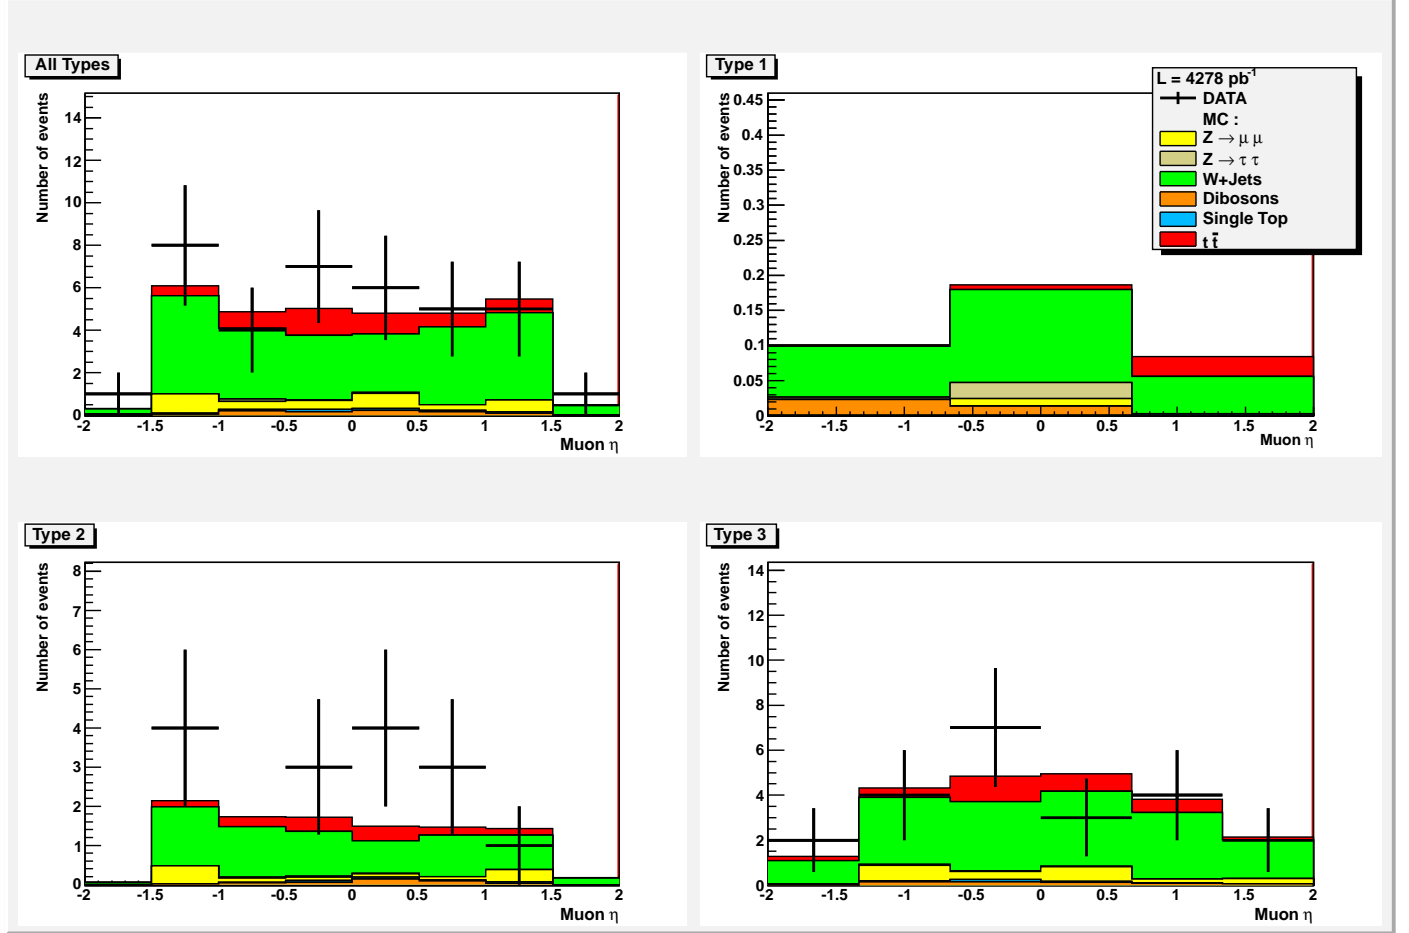 All Types
Number of events
14
12
10
8
6
4
2
0
-2 -1.5 -1 -0.5 0 0.5 1 1.5 2
Muon η
Type 1
Number of events
0.45
0.4
0.35
0.3
0.25
0.2
0.15
0.1
0.05
0
-2 -1.5 -1 -0.5 0 0.5 1 1.5 2
Muon η
L = 4278 pb⁻¹
DATA
MC :
Z → μ μ
Z → τ τ
W+Jets
Dibosons
Single Top
t t̄
Type 2
Number of events
8
7
6
5
4
3
2
1
0
-2 -1.5 -1 -0.5 0 0.5 1 1.5 2
Muon η
Type 3
Number of events
14
12
10
8
6
4
2
0
-2 -1.5 -1 -0.5 0 0.5 1 1.5 2
Muon η